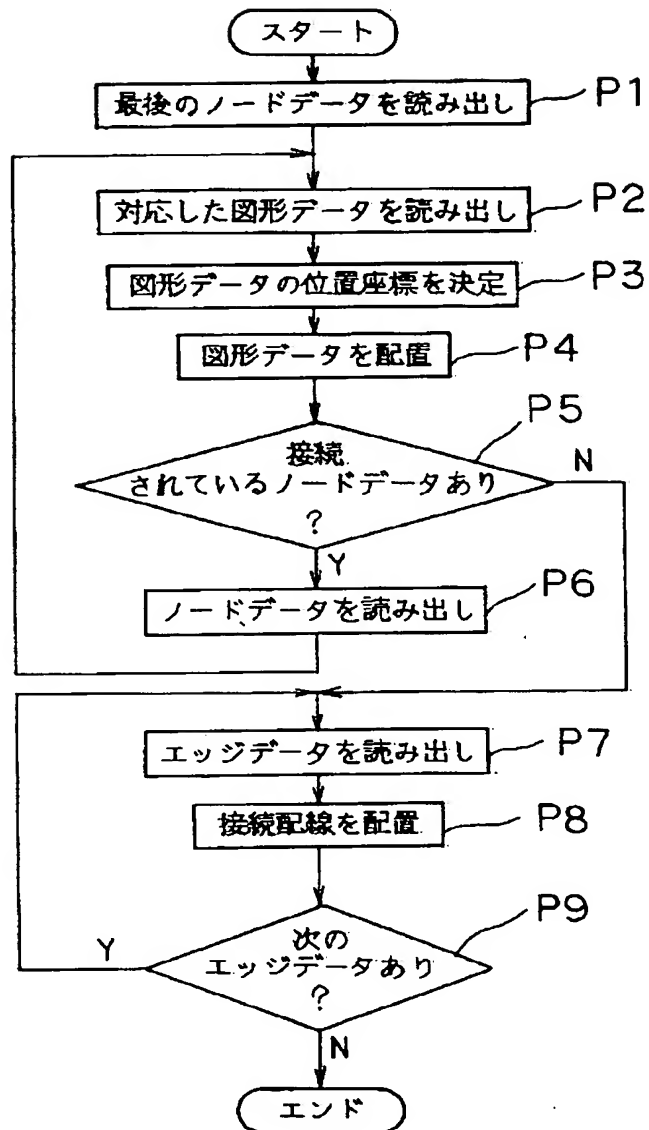 スタート
最後のノードデータを読み出し
P1
対応した図形データを読み出し
P2
図形データの位置座標を決定
P3
図形データを配置
P4
P5
接続
されているノードデータあり
?
N
Y
ノードデータを読み出し
P6
エッジデータを読み出し
P7
接続配線を配置
P8
P9
次の
エッジデータあり
?
Y
N
エンド